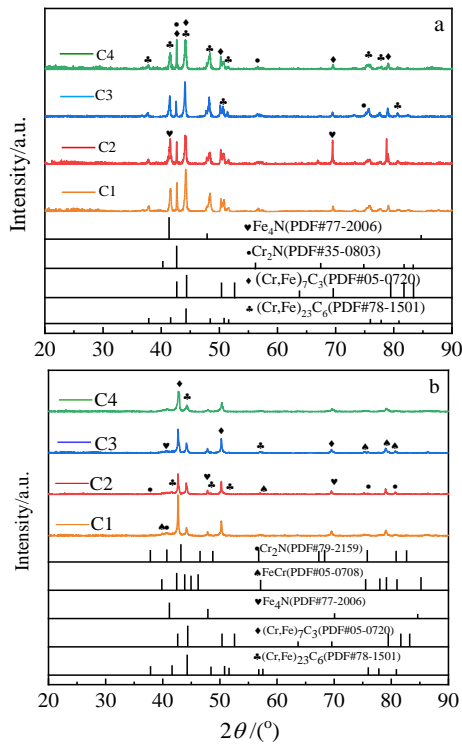 a
C4
C3
C2
C1
♥Fe₄N(PDF#77-2006)
●Cr₂N(PDF#35-0803)
♦(Cr,Fe)₇C₃(PDF#05-0720)
♣(Cr,Fe)₂₃C₆(PDF#78-1501)
Intensity/a.u.
20 30 40 50 60 70 80 90
b
C4
C3
C2
C1
●Cr₂N(PDF#79-2159)
♠FeCr(PDF#05-0708)
♥Fe₄N(PDF#77-2006)
♦(Cr,Fe)₇C₃(PDF#05-0720)
♣(Cr,Fe)₂₃C₆(PDF#78-1501)
Intensity/a.u.
20 30 40 50 60 70 80 90
2θ/(°)